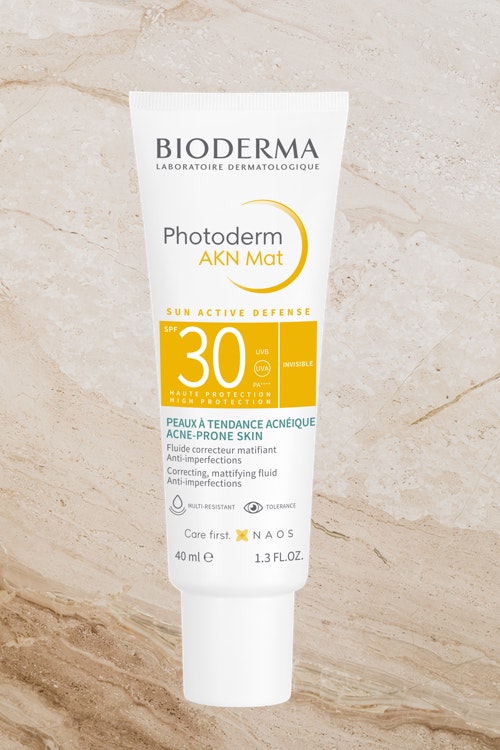 BIODERMA
LABORATOIRE DERMATOLOGIQUE
Photoderm
AKN Mat
SUN ACTIVE DEFENSE
SPF
30
UVB
UVA
PA++++
INVISIBLE
HAUTE PROTECTION
HIGH PROTECTION
PEAUX À TENDANCE ACNÉIQUE
ACNE-PRONE SKIN
Fluide correcteur matifiant
Anti-imperfections
Correcting, mattifying fluid
Anti-imperfections
MULTI-RESISTANT
TOLERANCE
Care first. NAOS
40 ml ℮ 1.3 FL.OZ.